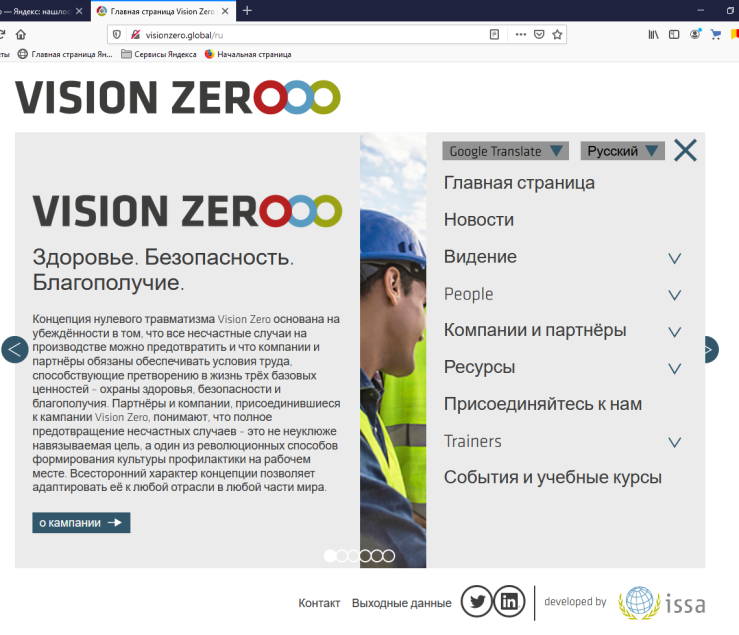 Яндекс: нашлос
Главная страница Vision Zero
visionzero.global/ru
Главная страница Ян...
Сервисы Яндекса
Начальная страница
VISION ZEROOO
VISION ZEROOO
Здоровье. Безопасность.
Благополучие.
Концепция нулевого травматизма Vision Zero основана на
убеждённости в том, что все несчастные случаи на
производстве можно предотвратить и что компании и
партнёры обязаны обеспечивать условия труда,
способствующие претворению в жизнь трёх базовых
ценностей – охраны здоровья, безопасности и
благополучия. Партнёры и компании, присоединившиеся
к кампании Vision Zero, понимают, что полное
предотвращение несчастных случаев – это не неуклюже
навязываемая цель, а один из революционных способов
формирования культуры профилактики на рабочем
месте. Всесторонний характер концепции позволяет
адаптировать её к любой отрасли в любой части мира.
о кампании
Google Translate
Русский
Главная страница
Новости
Видение
People
Компании и партнёры
Ресурсы
Присоединяйтесь к нам
Trainers
События и учебные курсы
Контакт Выходные данные
in
developed by
issa